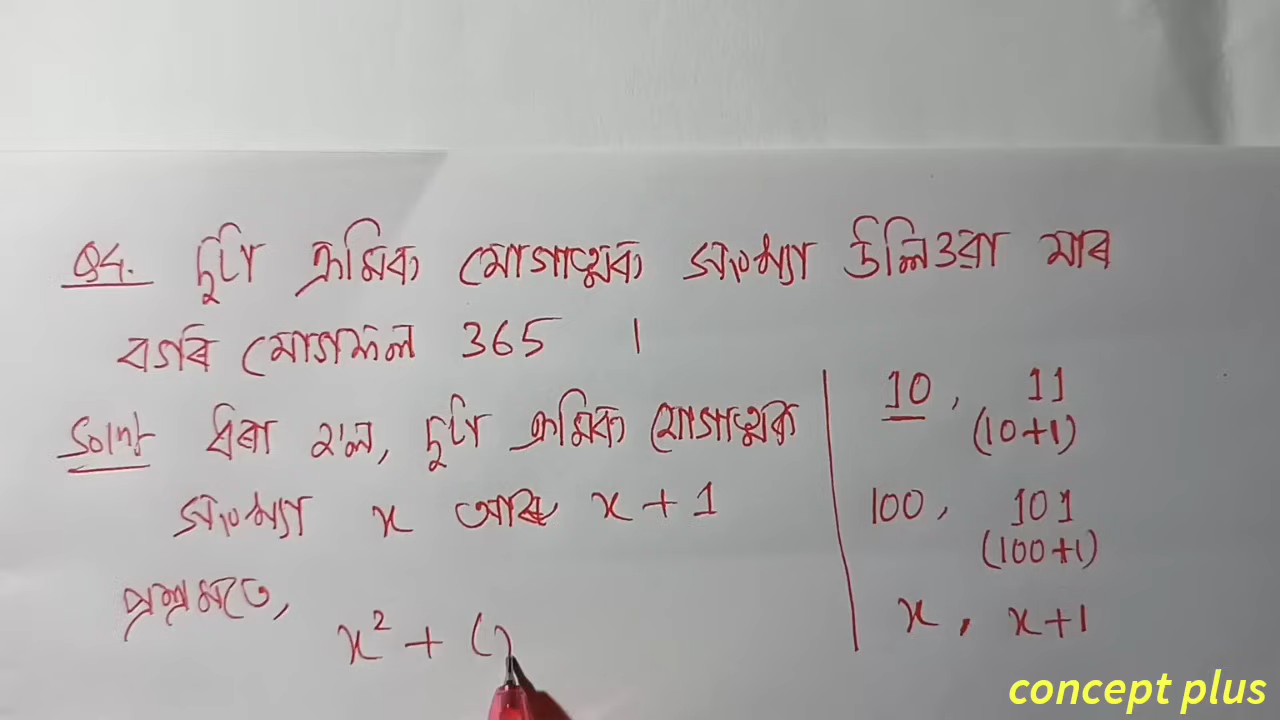 Q4. দুটা ক্ৰমিক যোগাত্মক সংখ্যা উলিওৱা যাৰ
বৰ্গৰ যোগফল 365 ।
Solnঃ ধৰা হ'ল, দুটা ক্ৰমিক যোগাত্মক
সংখ্যা x আৰু x + 1
প্ৰশ্নমতে,
x² + (
10, 11
(10+1)
100, 101
(100+1)
x, x+1
concept plus